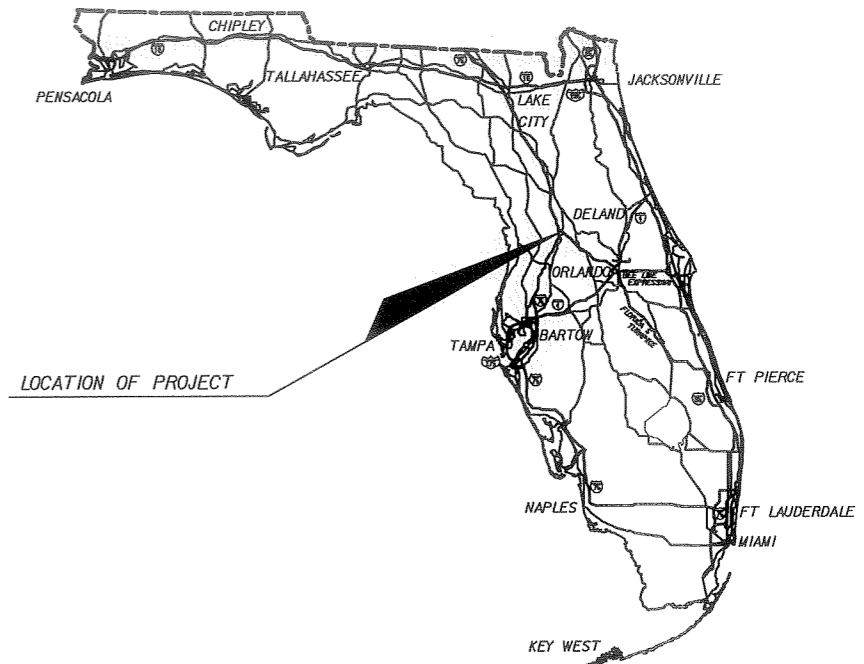 CHIPLEY
TALLAHASSEE
PENSACOLA
JACKSONVILLE
LAKE
CITY
DELAND
ORLANDO
BEE LINE
EXPRESSWAY
FLORIDA'S
TURNPIKE
TAMPA
BARTOW
LOCATION OF PROJECT
FT PIERCE
NAPLES
FT LAUDERDALE
MIAMI
KEY WEST